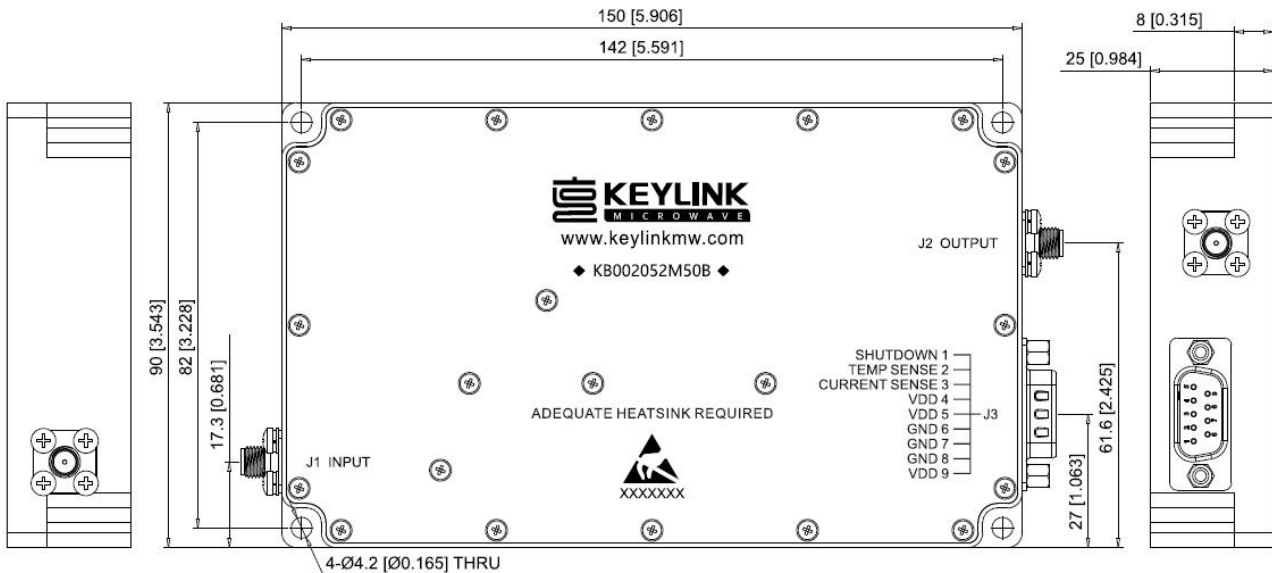 150 [5.906]
142 [5.591]
8 [0.315]
25 [0.984]
90 [3.543]
82 [3.228]
17.3 [0.681]
KEYLINK
MICROWAVE
www.keylinkmw.com
◆ KB002052M50B ◆
J2 OUTPUT
SHUTDOWN 1
TEMP SENSE 2
CURRENT SENSE 3
VDD 4
VDD 5
GND 6
GND 7
GND 8
VDD 9
J3
ADEQUATE HEATSINK REQUIRED
XXXXXXX
J1 INPUT
61.6 [2.425]
27 [1.063]
4-Ø4.2 [Ø0.165] THRU